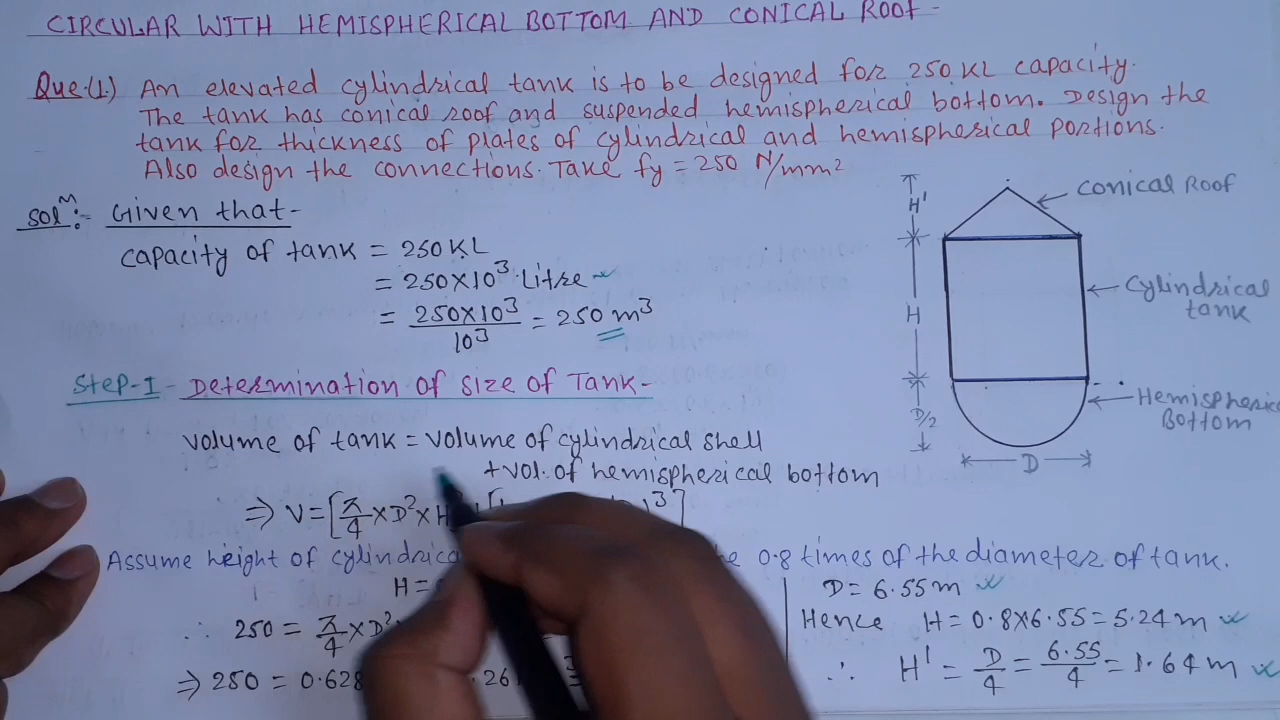 CIRCULAR WITH HEMISPHERICAL BOTTOM AND CONICAL ROOF -
Que.(1.) An elevated cylindrical tank is to be designed for 250 KL capacity.
The tank has conical roof and suspended hemispherical bottom. Design the
tank for thickness of plates of cylindrical and hemispherical portions.
Also design the connections. Take fy = 250 N/mm2
Solⁿ:- Given that-
capacity of tank = 250 KL
= 250×10³ Litre
= 250×10³ / 10³ = 250 m³
Step-I - Determination of size of Tank-
Volume of tank = Volume of cylindrical shell
+ Vol. of hemispherical bottom
⇒ V = [π/4 ×D²×H
Assume height of
0.8 times of the diameter of tank.
H =
∴ 250 = π/4 ×D²
⇒ 250 = 0.628
D = 6.55 m
Hence H = 0.8×6.55 = 5.24 m
∴ H' = D/4 = 6.55/4 = 1.64 m
H'
H
D/2
D
Conical Roof
Cylindrical
tank
Bottom